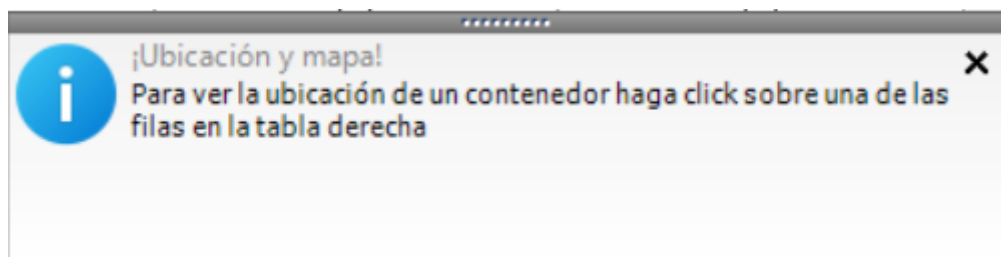 ¡Ubicación y mapa!
Para ver la ubicación de un contenedor haga click sobre una de las
filas en la tabla derecha